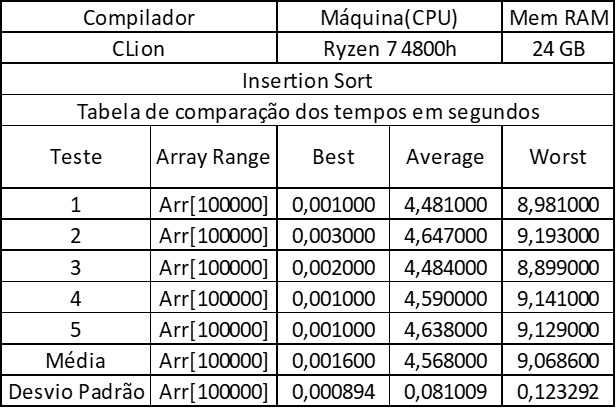 Compilador Máquina(CPU) Mem RAM
CLion Ryzen 7 4800h 24 GB
Insertion Sort
Tabela de comparação dos tempos em segundos
Teste Array Range Best Average Worst
1 Arr[100000] 0,001000 4,481000 8,981000
2 Arr[100000] 0,003000 4,647000 9,193000
3 Arr[100000] 0,002000 4,484000 8,899000
4 Arr[100000] 0,001000 4,590000 9,141000
5 Arr[100000] 0,001000 4,638000 9,129000
Média Arr[100000] 0,001600 4,568000 9,068600
Desvio Padrão Arr[100000] 0,000894 0,081009 0,123292